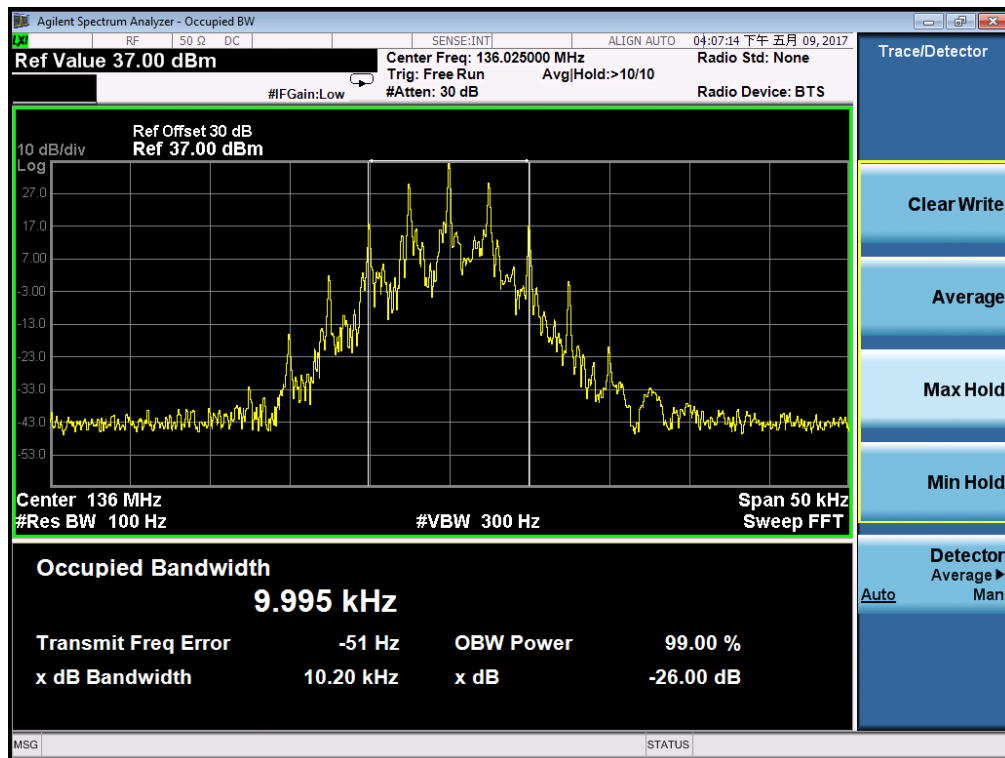 Agilent Spectrum Analyzer - Occupied BW
LXI RF 50 Ω DC SENSE:INT ALIGN AUTO 04:07:14 下午 五月 09, 2017
Ref Value 37.00 dBm
Center Freq: 136.025000 MHz
Radio Std: None
Trig: Free Run Avg|Hold:>10/10
#IFGain:Low
#Atten: 30 dB
Radio Device: BTS
Trace/Detector
Ref Offset 30 dB
10 dB/div Ref 37.00 dBm
Log
27.0
17.0
7.00
-3.00
-13.0
-23.0
-33.0
-43.0
-53.0
Center 136 MHz Span 50 kHz
#Res BW 100 Hz #VBW 300 Hz Sweep FFT
Occupied Bandwidth
9.995 kHz
Transmit Freq Error -51 Hz OBW Power 99.00 %
x dB Bandwidth 10.20 kHz x dB -26.00 dB
Clear Write
Average
Max Hold
Min Hold
Detector
Average▶
Auto Man
MSG STATUS